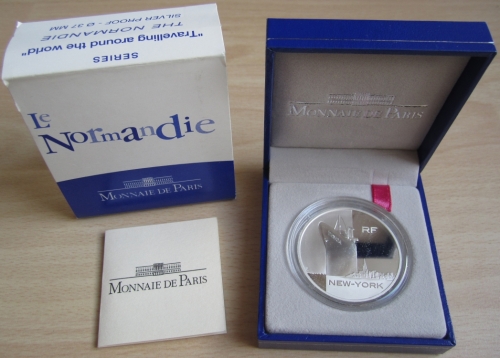 SERIES
"Travelling around the world"
THE NORMANDIE
SILVER PROOF - Ø 37 MM
Le
Normandie
MONNAIE DE PARIS
MONNAIE DE PARIS
MONNAIE DE PARIS
RF
NEW-YORK